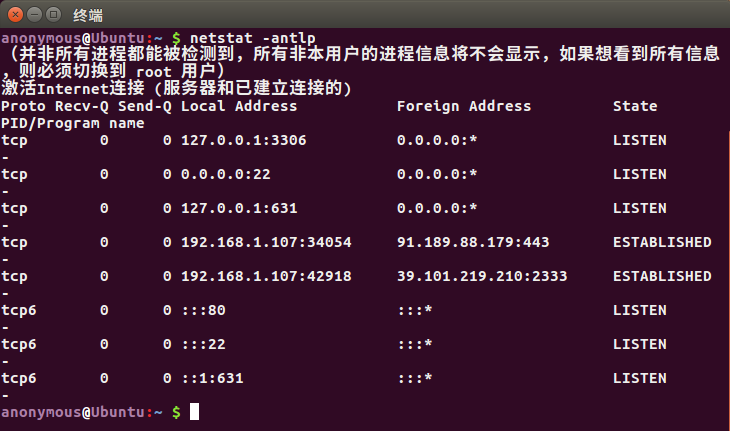 终端
anonymous@Ubuntu:~ $ netstat -antlp
（并非所有进程都能被检测到，所有非本用户的进程信息将不会显示，如果想看到所有信息
，则必须切换到 root 用户）
激活Internet连接 (服务器和已建立连接的)
Proto Recv-Q Send-Q Local Address           Foreign Address         State
PID/Program name
tcp        0      0 127.0.0.1:3306          0.0.0.0:*               LISTEN
-
tcp        0      0 0.0.0.0:22              0.0.0.0:*               LISTEN
-
tcp        0      0 127.0.0.1:631           0.0.0.0:*               LISTEN
-
tcp        0      0 192.168.1.107:34054     91.189.88.179:443       ESTABLISHED
-
tcp        0      0 192.168.1.107:42918     39.101.219.210:2333     ESTABLISHED
-
tcp6       0      0 :::80                   :::*                    LISTEN
-
tcp6       0      0 :::22                   :::*                    LISTEN
-
tcp6       0      0 ::1:631                 :::*                    LISTEN
-
anonymous@Ubuntu:~ $